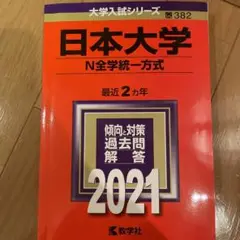 大学入試シリーズ
382
日本大学
N全学統一方式
最近2カ年
傾向と対策
過去問
解答
2021
教学社